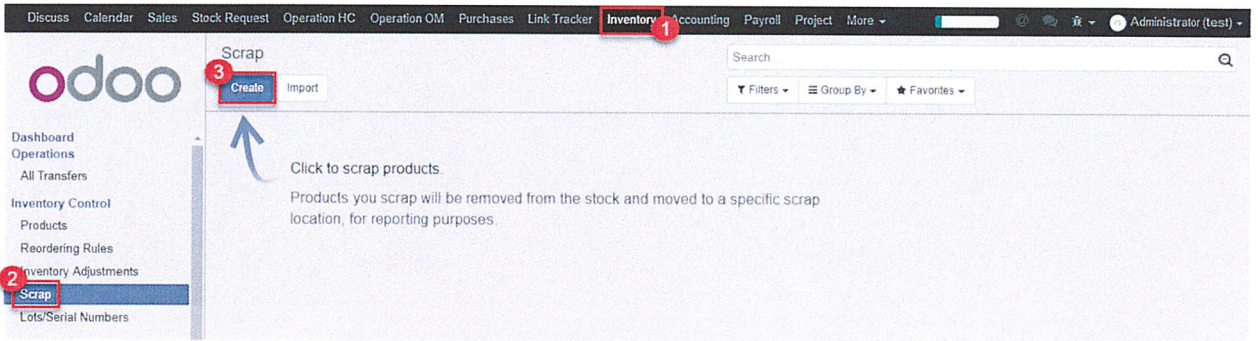 Discuss Calendar Sales Stock Request Operation HC Operation OM Purchases Link Tracker Inventory Accounting Payroll Project More @ Administrator (test)
1
odoo
Scrap
Search
3
Create Import
Filters Group By Favorites
Dashboard
Operations
All Transfers
Click to scrap products.
Products you scrap will be removed from the stock and moved to a specific scrap
location, for reporting purposes.
Inventory Control
Products
Reordering Rules
Inventory Adjustments
2
Scrap
Lots/Serial Numbers